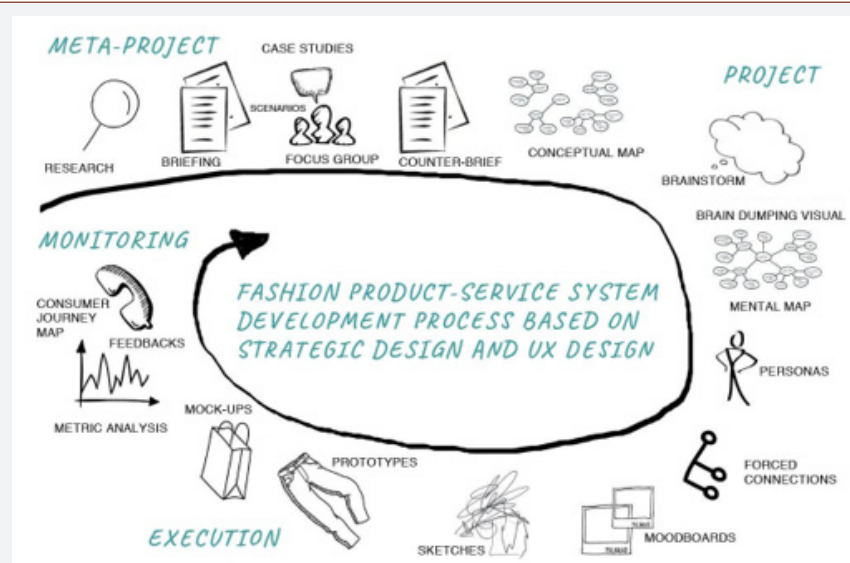 META-PROJECT
CASE STUDIES
PROJECT
SCENARIOS
RESEARCH
BRIEFING
FOCUS GROUP
COUNTER-BRIEF
CONCEPTUAL MAP
BRAINSTORM
BRAIN DUMPING VISUAL
MENTAL MAP
PERSONAS
FORCED
CONNECTIONS
MOODBOARDS
SKETCHES
EXECUTION
PROTOTYPES
MOCK-UPS
MONITORING
CONSUMER
JOURNEY
MAP
FEEDBACKS
METRIC ANALYSIS
FASHION PRODUCT-SERVICE SYSTEM
DEVELOPMENT PROCESS BASED ON
STRATEGIC DESIGN AND UX DESIGN